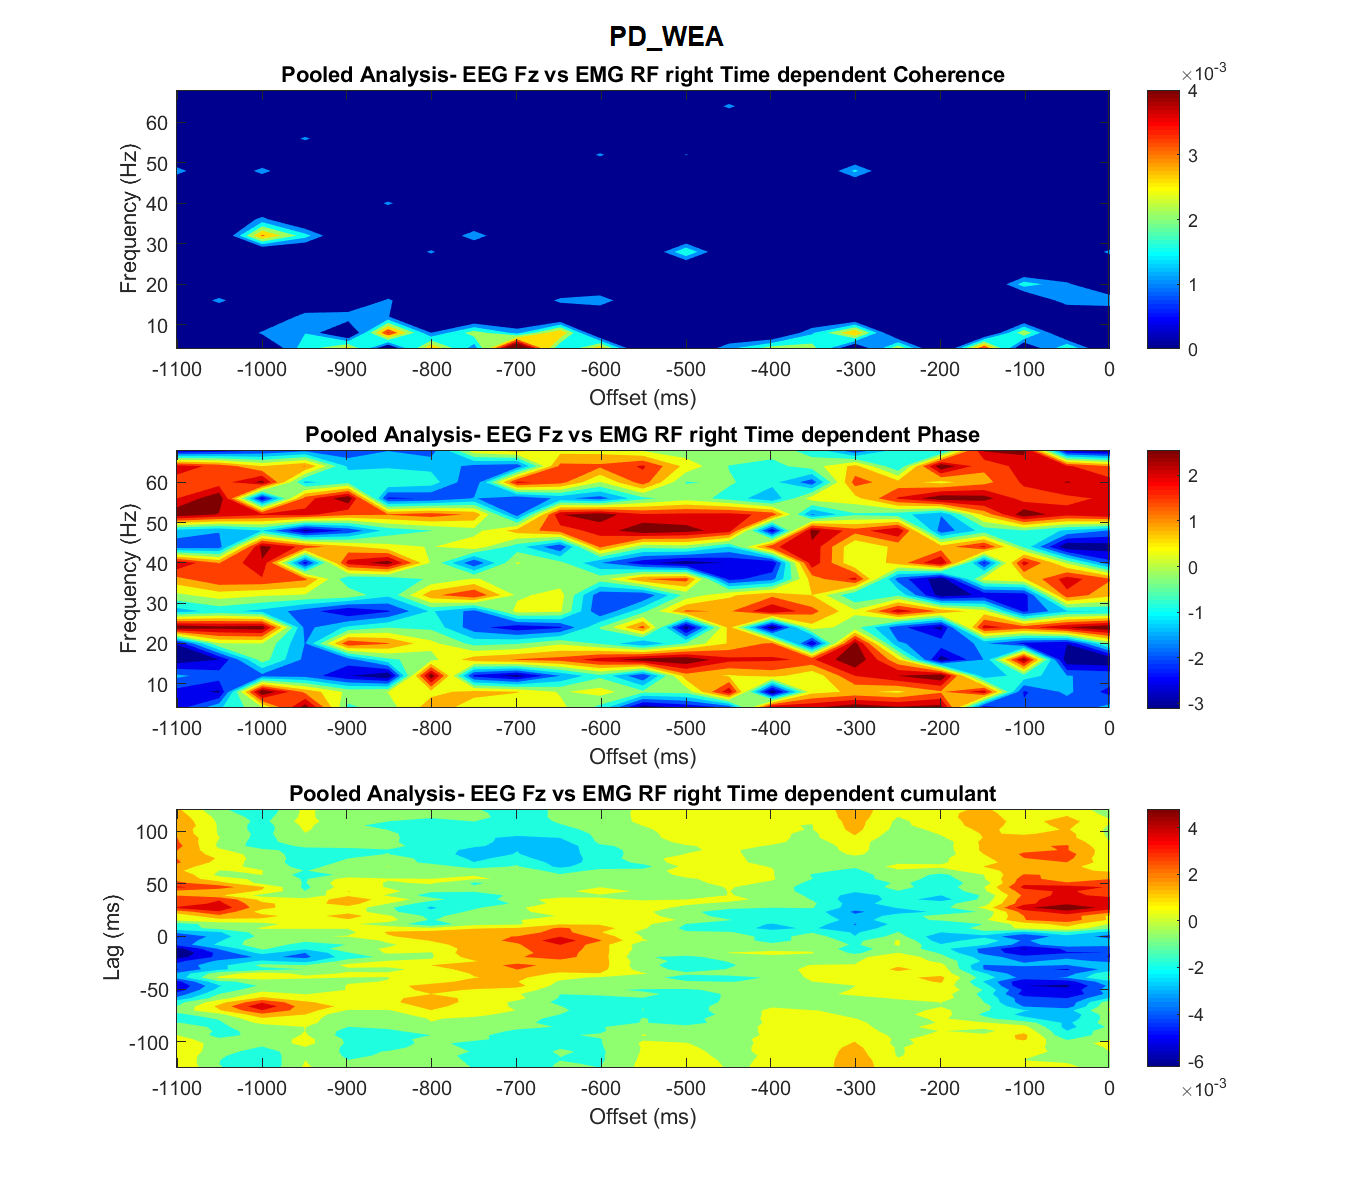 PD_WEA
Pooled Analysis- EEG Fz vs EMG RF right Time dependent Coherence
×10-3
60
50
40
30
20
10
Frequency (Hz)
-1100 -1000 -900 -800 -700 -600 -500 -400 -300 -200 -100 0
Offset (ms)
4
3
2
1
0
Pooled Analysis- EEG Fz vs EMG RF right Time dependent Phase
60
50
40
30
20
10
Frequency (Hz)
-1100 -1000 -900 -800 -700 -600 -500 -400 -300 -200 -100 0
Offset (ms)
2
1
0
-1
-2
-3
Pooled Analysis- EEG Fz vs EMG RF right Time dependent cumulant
100
50
0
-50
-100
Lag (ms)
-1100 -1000 -900 -800 -700 -600 -500 -400 -300 -200 -100 0
Offset (ms)
4
2
0
-2
-4
-6
×10-3